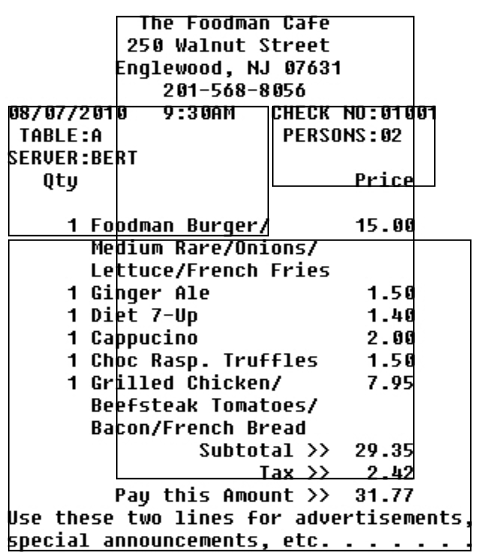 The Foodman Cafe
250 Walnut Street
Englewood, NJ 07631
201-568-8056
08/07/2010 9:30AM CHECK NO:01001
TABLE:A PERSONS:02
SERVER:BERT
Qty Price
1 Foodman Burger/ 15.00
Medium Rare/Onions/
Lettuce/French Fries
1 Ginger Ale 1.50
1 Diet 7-Up 1.40
1 Cappucino 2.00
1 Choc Rasp. Truffles 1.50
1 Grilled Chicken/ 7.95
Beefsteak Tomatoes/
Bacon/French Bread
Subtotal >> 29.35
Tax >> 2.42
Pay this Amount >> 31.77
Use these two lines for advertisements,
special announcements, etc. . . . . . .